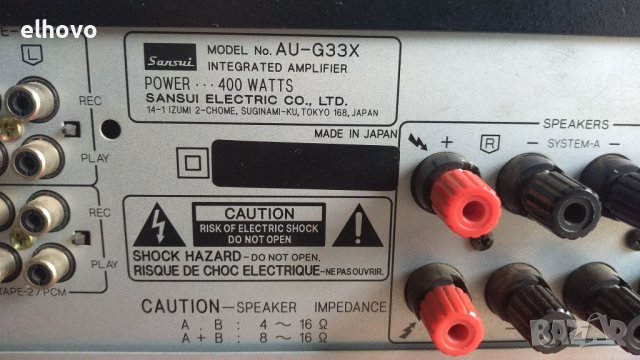 elhovo
Sansui
MODEL No. AU-G33X
INTEGRATED AMPLIFIER
POWER ··· 400 WATTS
SANSUI ELECTRIC CO., LTD.
14-1 IZUMI 2-CHOME, SUGINAMI-KU, TOKYO 168, JAPAN
MADE IN JAPAN
L
REC
PLAY
REC
PLAY
TAPE-2/PCM
SPEAKERS
+
R
–
SYSTEM-A
–
CAUTION
RISK OF ELECTRIC SHOCK
DO NOT OPEN
SHOCK HAZARD – DO NOT OPEN.
RISQUE DE CHOC ELECTRIQUE – NE PAS OUVRIR.
CAUTION — SPEAKER IMPEDANCE
A . B : 4 ~ 16 Ω
A + B : 8 ~ 16 Ω
BAZAR